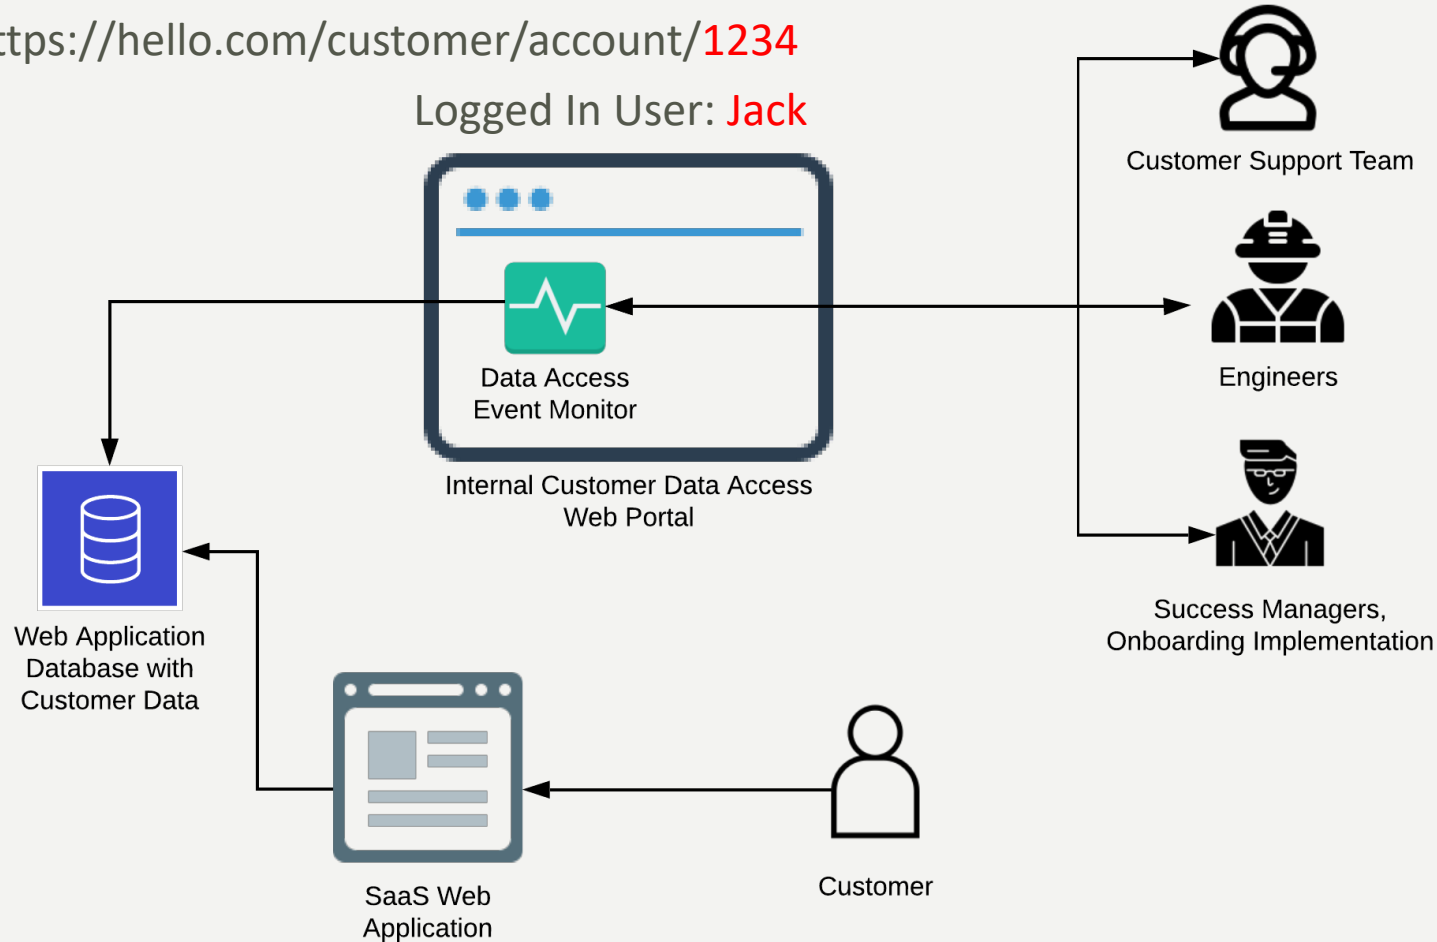 ttps://hello.com/customer/account/1234
Logged In User: Jack
Customer Support Team
Data Access
Event Monitor
Engineers
Internal Customer Data Access
Web Portal
Web Application
Database with
Customer Data
Success Managers,
Onboarding Implementation
SaaS Web
Application
Customer